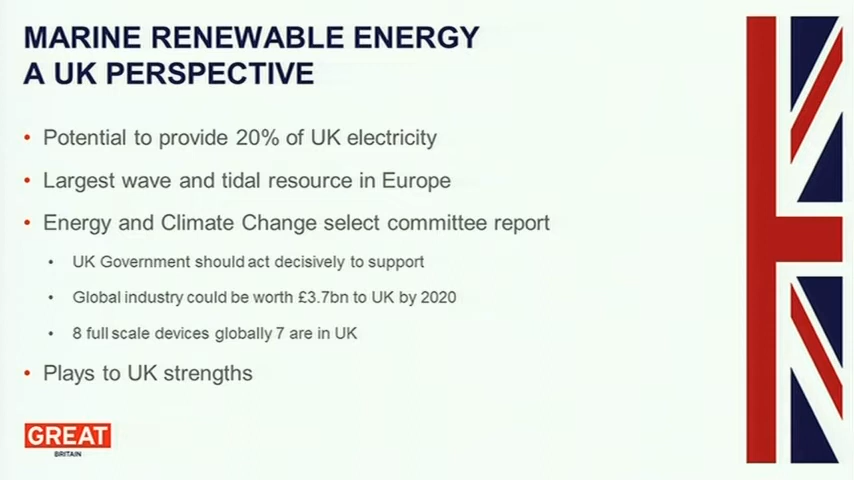 MARINE RENEWABLE ENERGY
A UK PERSPECTIVE
• Potential to provide 20% of UK electricity
• Largest wave and tidal resource in Europe
• Energy and Climate Change select committee report
• UK Government should act decisively to support
• Global industry could be worth £3.7bn to UK by 2020
• 8 full scale devices globally 7 are in UK
• Plays to UK strengths
GREAT
BRITAIN